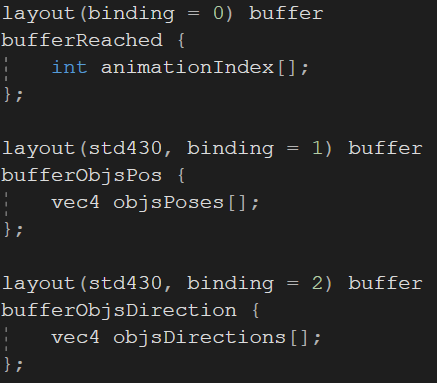 layout(binding = 0) buffer
bufferReached {
    int animationIndex[];
};

layout(std430, binding = 1) buffer
bufferObjsPos {
    vec4 objsPoses[];
};

layout(std430, binding = 2) buffer
bufferObjsDirection {
    vec4 objsDirections[];
};